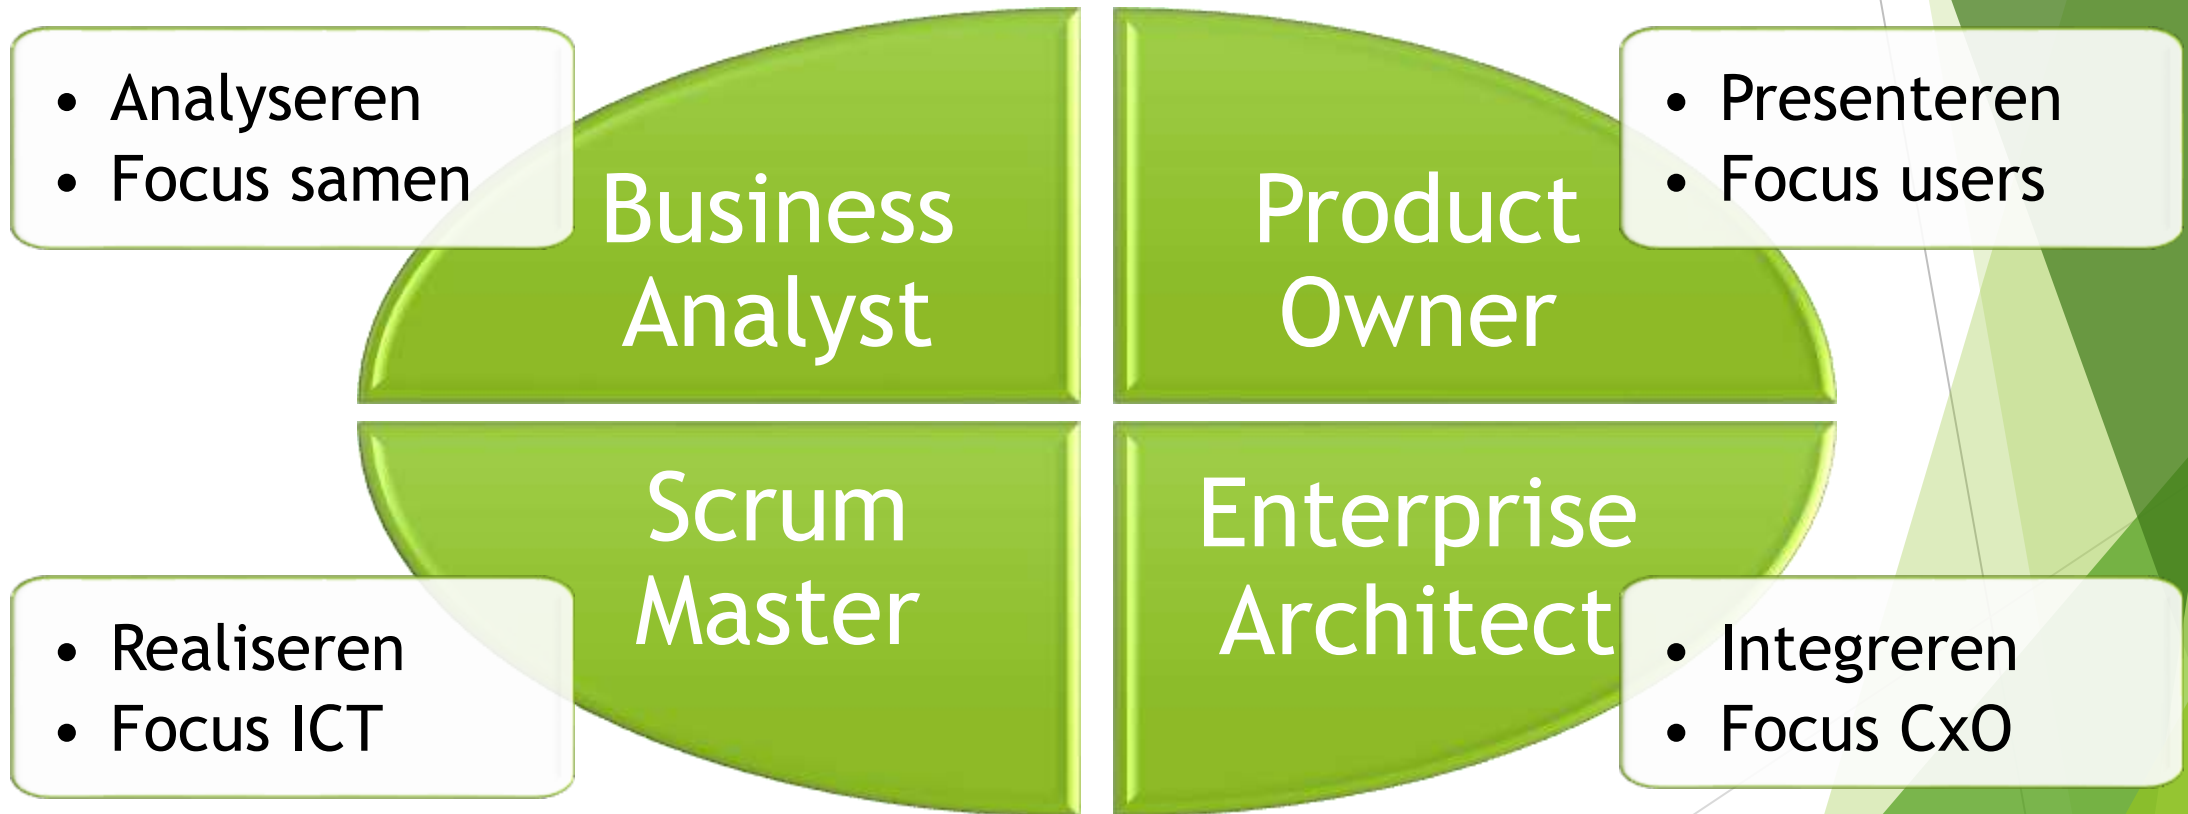 • Analyseren
• Focus samen
Business
Analyst
Product
Owner
• Presenteren
• Focus users
• Realiseren
• Focus ICT
Scrum
Master
Enterprise
Architect
• Integreren
• Focus CxO